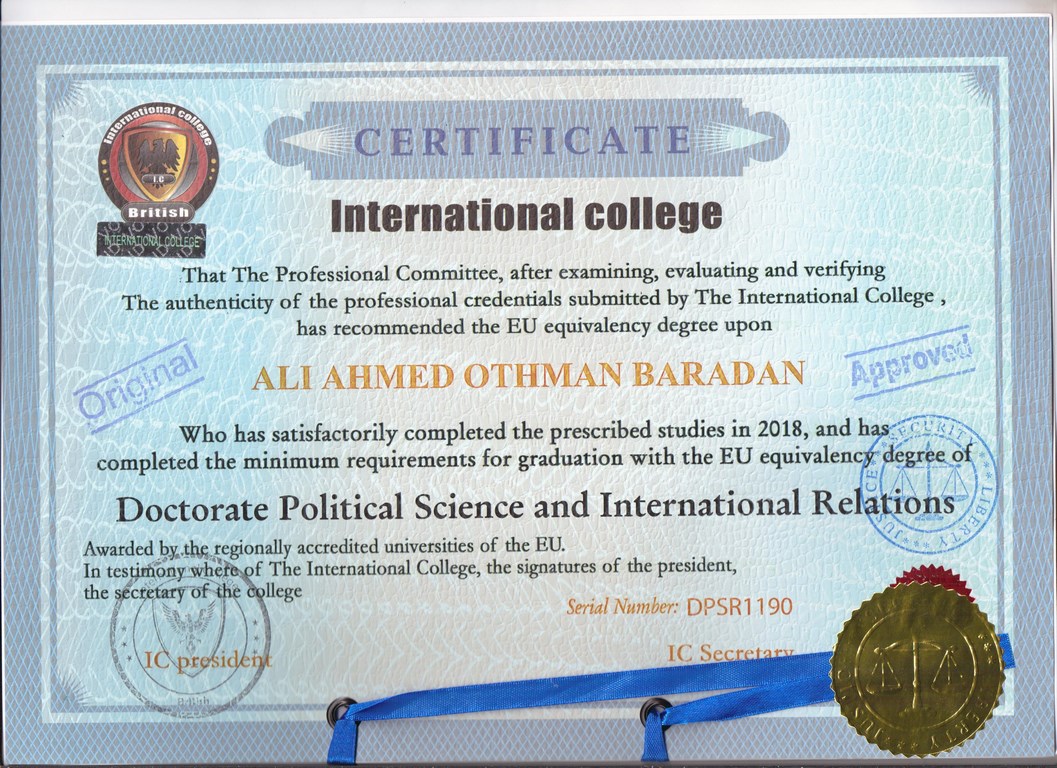 CERTIFICATE
International college
I.C
British
INTERNATIONAL COLLEGE
International college
That The Professional Committee, after examining, evaluating and verifying
The authenticity of the professional credentials submitted by The International College ,
has recommended the EU equivalency degree upon
Original
ALI AHMED OTHMAN BARADAN
Approved
Who has satisfactorily completed the prescribed studies in 2018, and has
completed the minimum requirements for graduation with the EU equivalency degree of
SECURITY LIBERTY JUSTICE
Doctorate Political Science and International Relations
Awarded by the regionally accredited universities of the EU.
In testimony where of The International College, the signatures of the president,
the secretary of the college
Serial Number: DPSR1190
IC president
IC Secretary
British